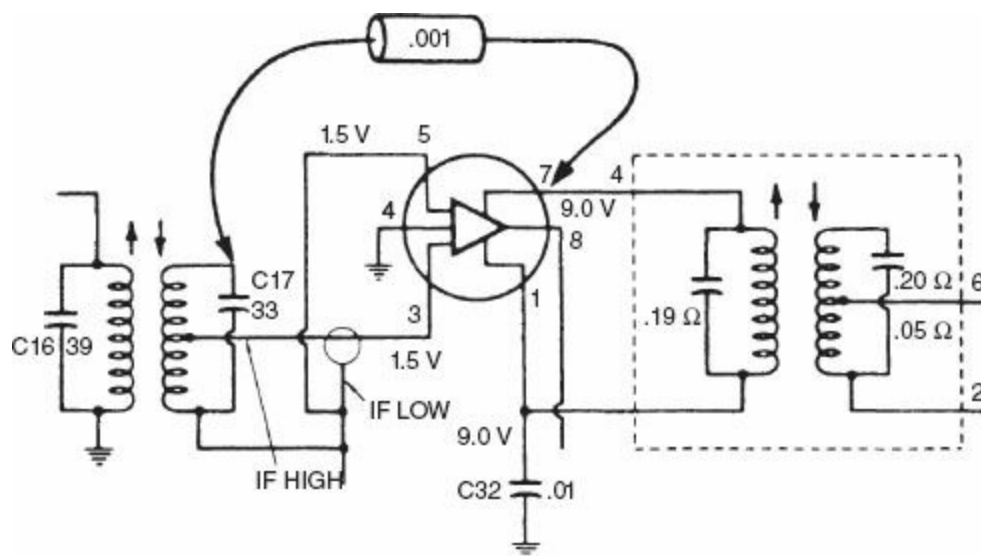 .001
1.5 V
5
7
4
9.0 V
4
8
C17
33
.20 Ω
6
C16
39
3
1
.19 Ω
.05 Ω
1.5 V
IF LOW
2
9.0 V
IF HIGH
C32
.01